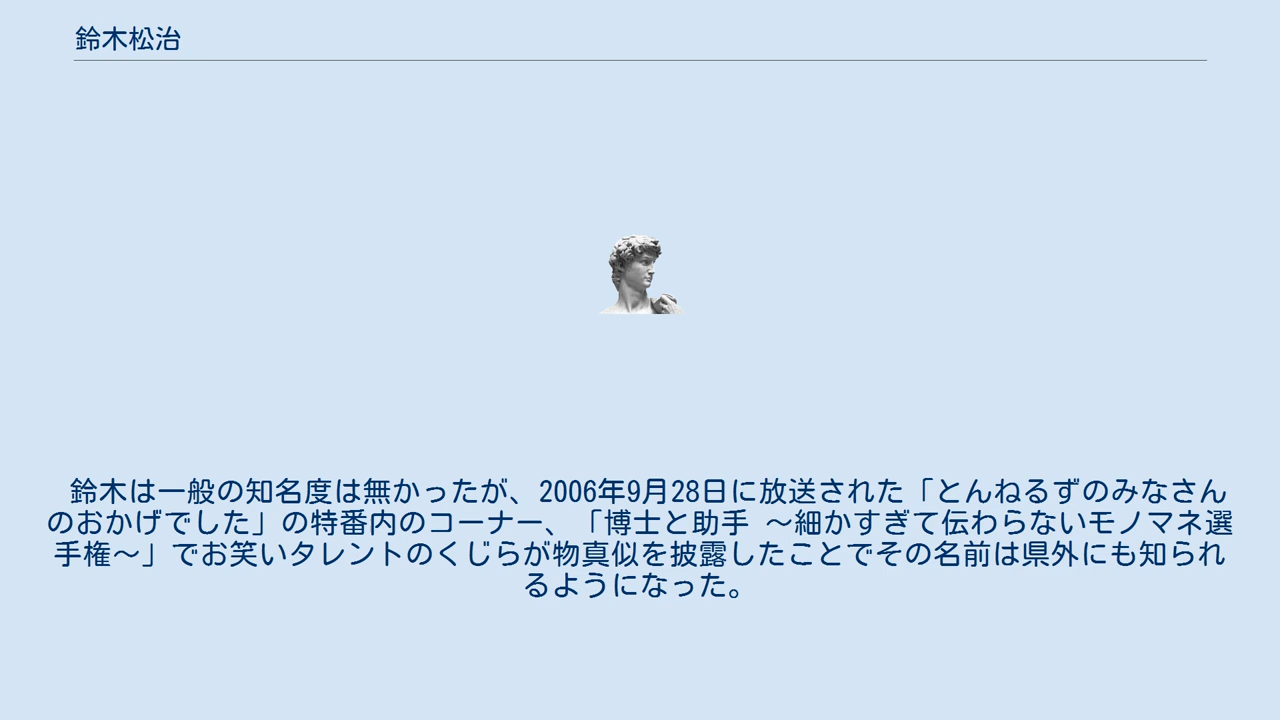 鈴木松治
鈴木は一般の知名度は無かったが、2006年9月28日に放送された「とんねるずのみなさん
のおかげでした」の特番内のコーナー、「博士と助手 〜細かすぎて伝わらないモノマネ選
手権〜」でお笑いタレントのくじらが物真似を披露したことでその名前は県外にも知られ
るようになった。